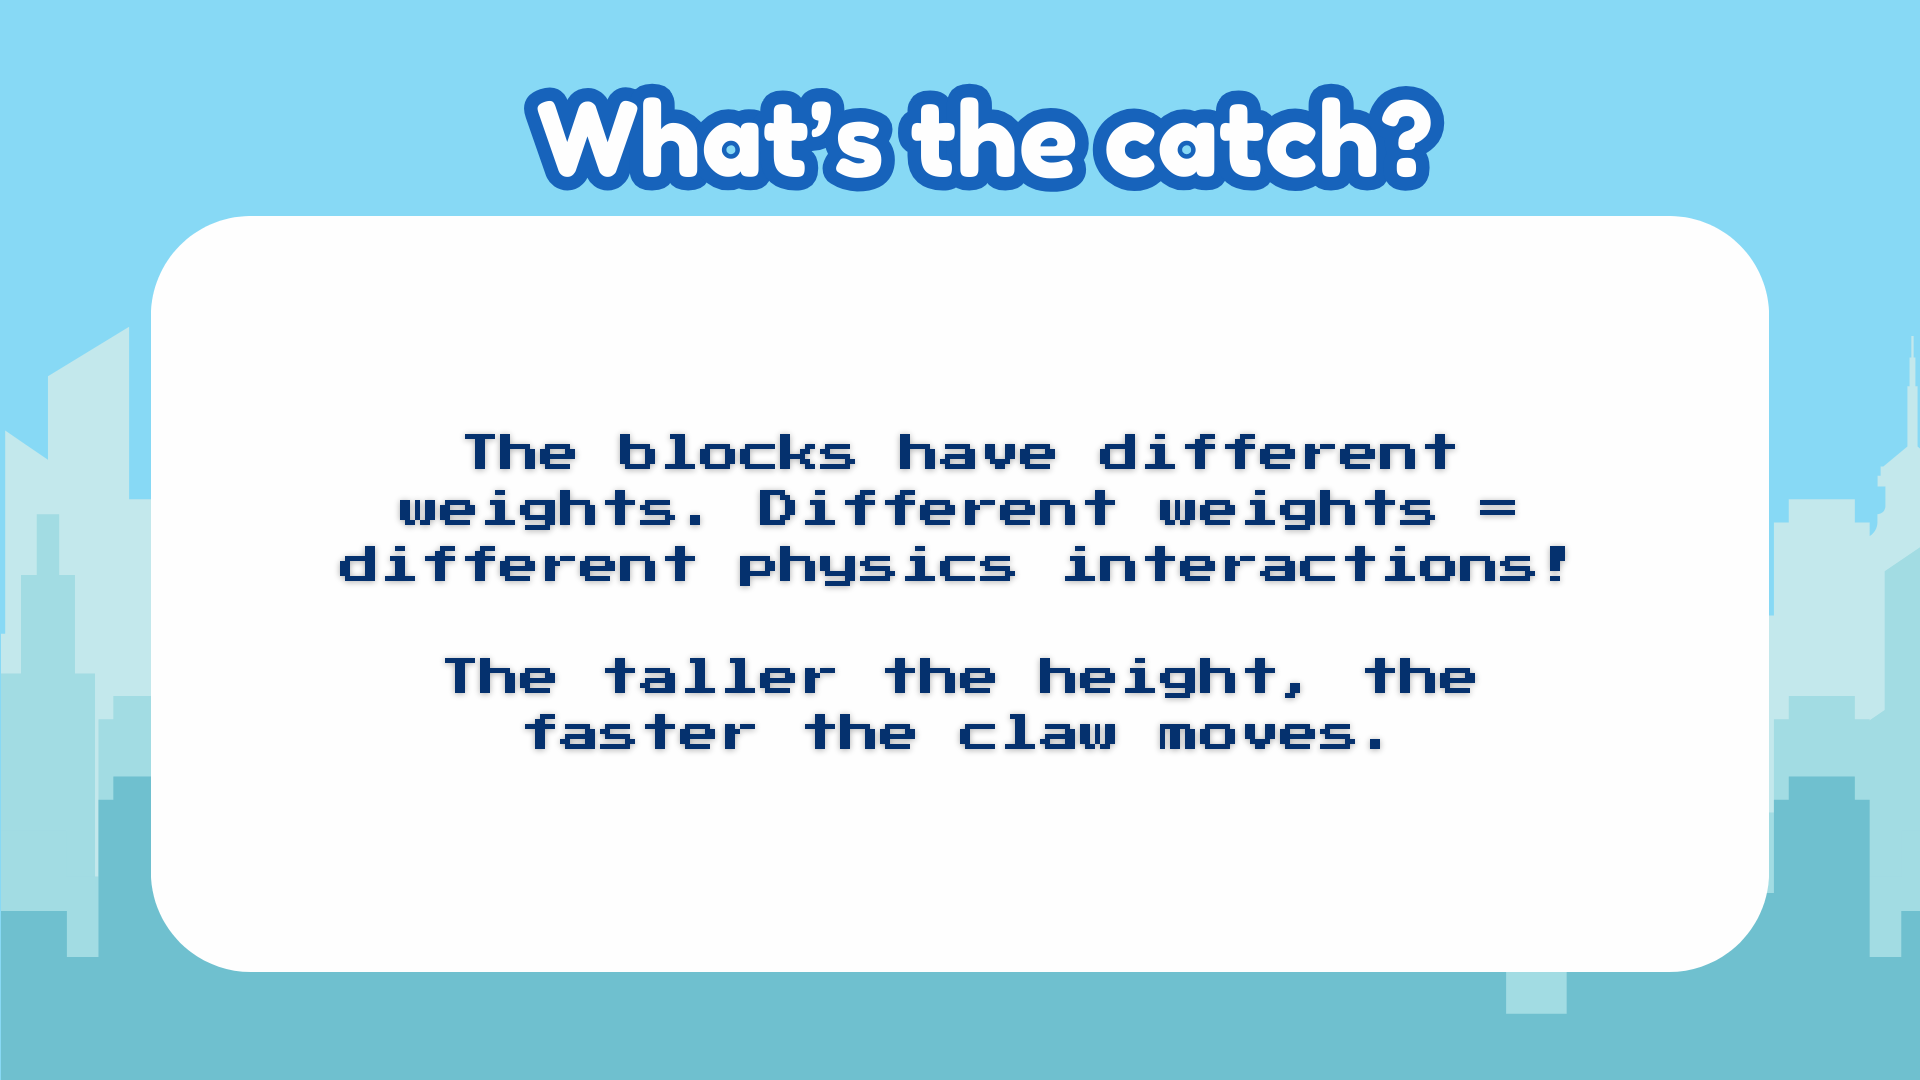 What's the catch?
The blocks have different
weights. Different weights =
different physics interactions!
The taller the height, the
faster the claw moves.